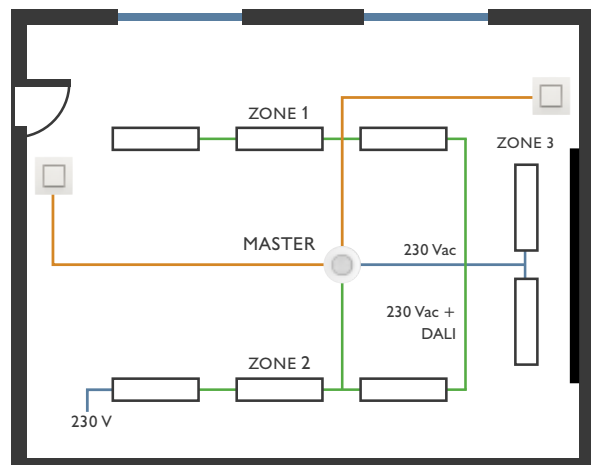 ZONE 1
ZONE 3
MASTER
230 Vac
230 Vac +
DALI
ZONE 2
230 V